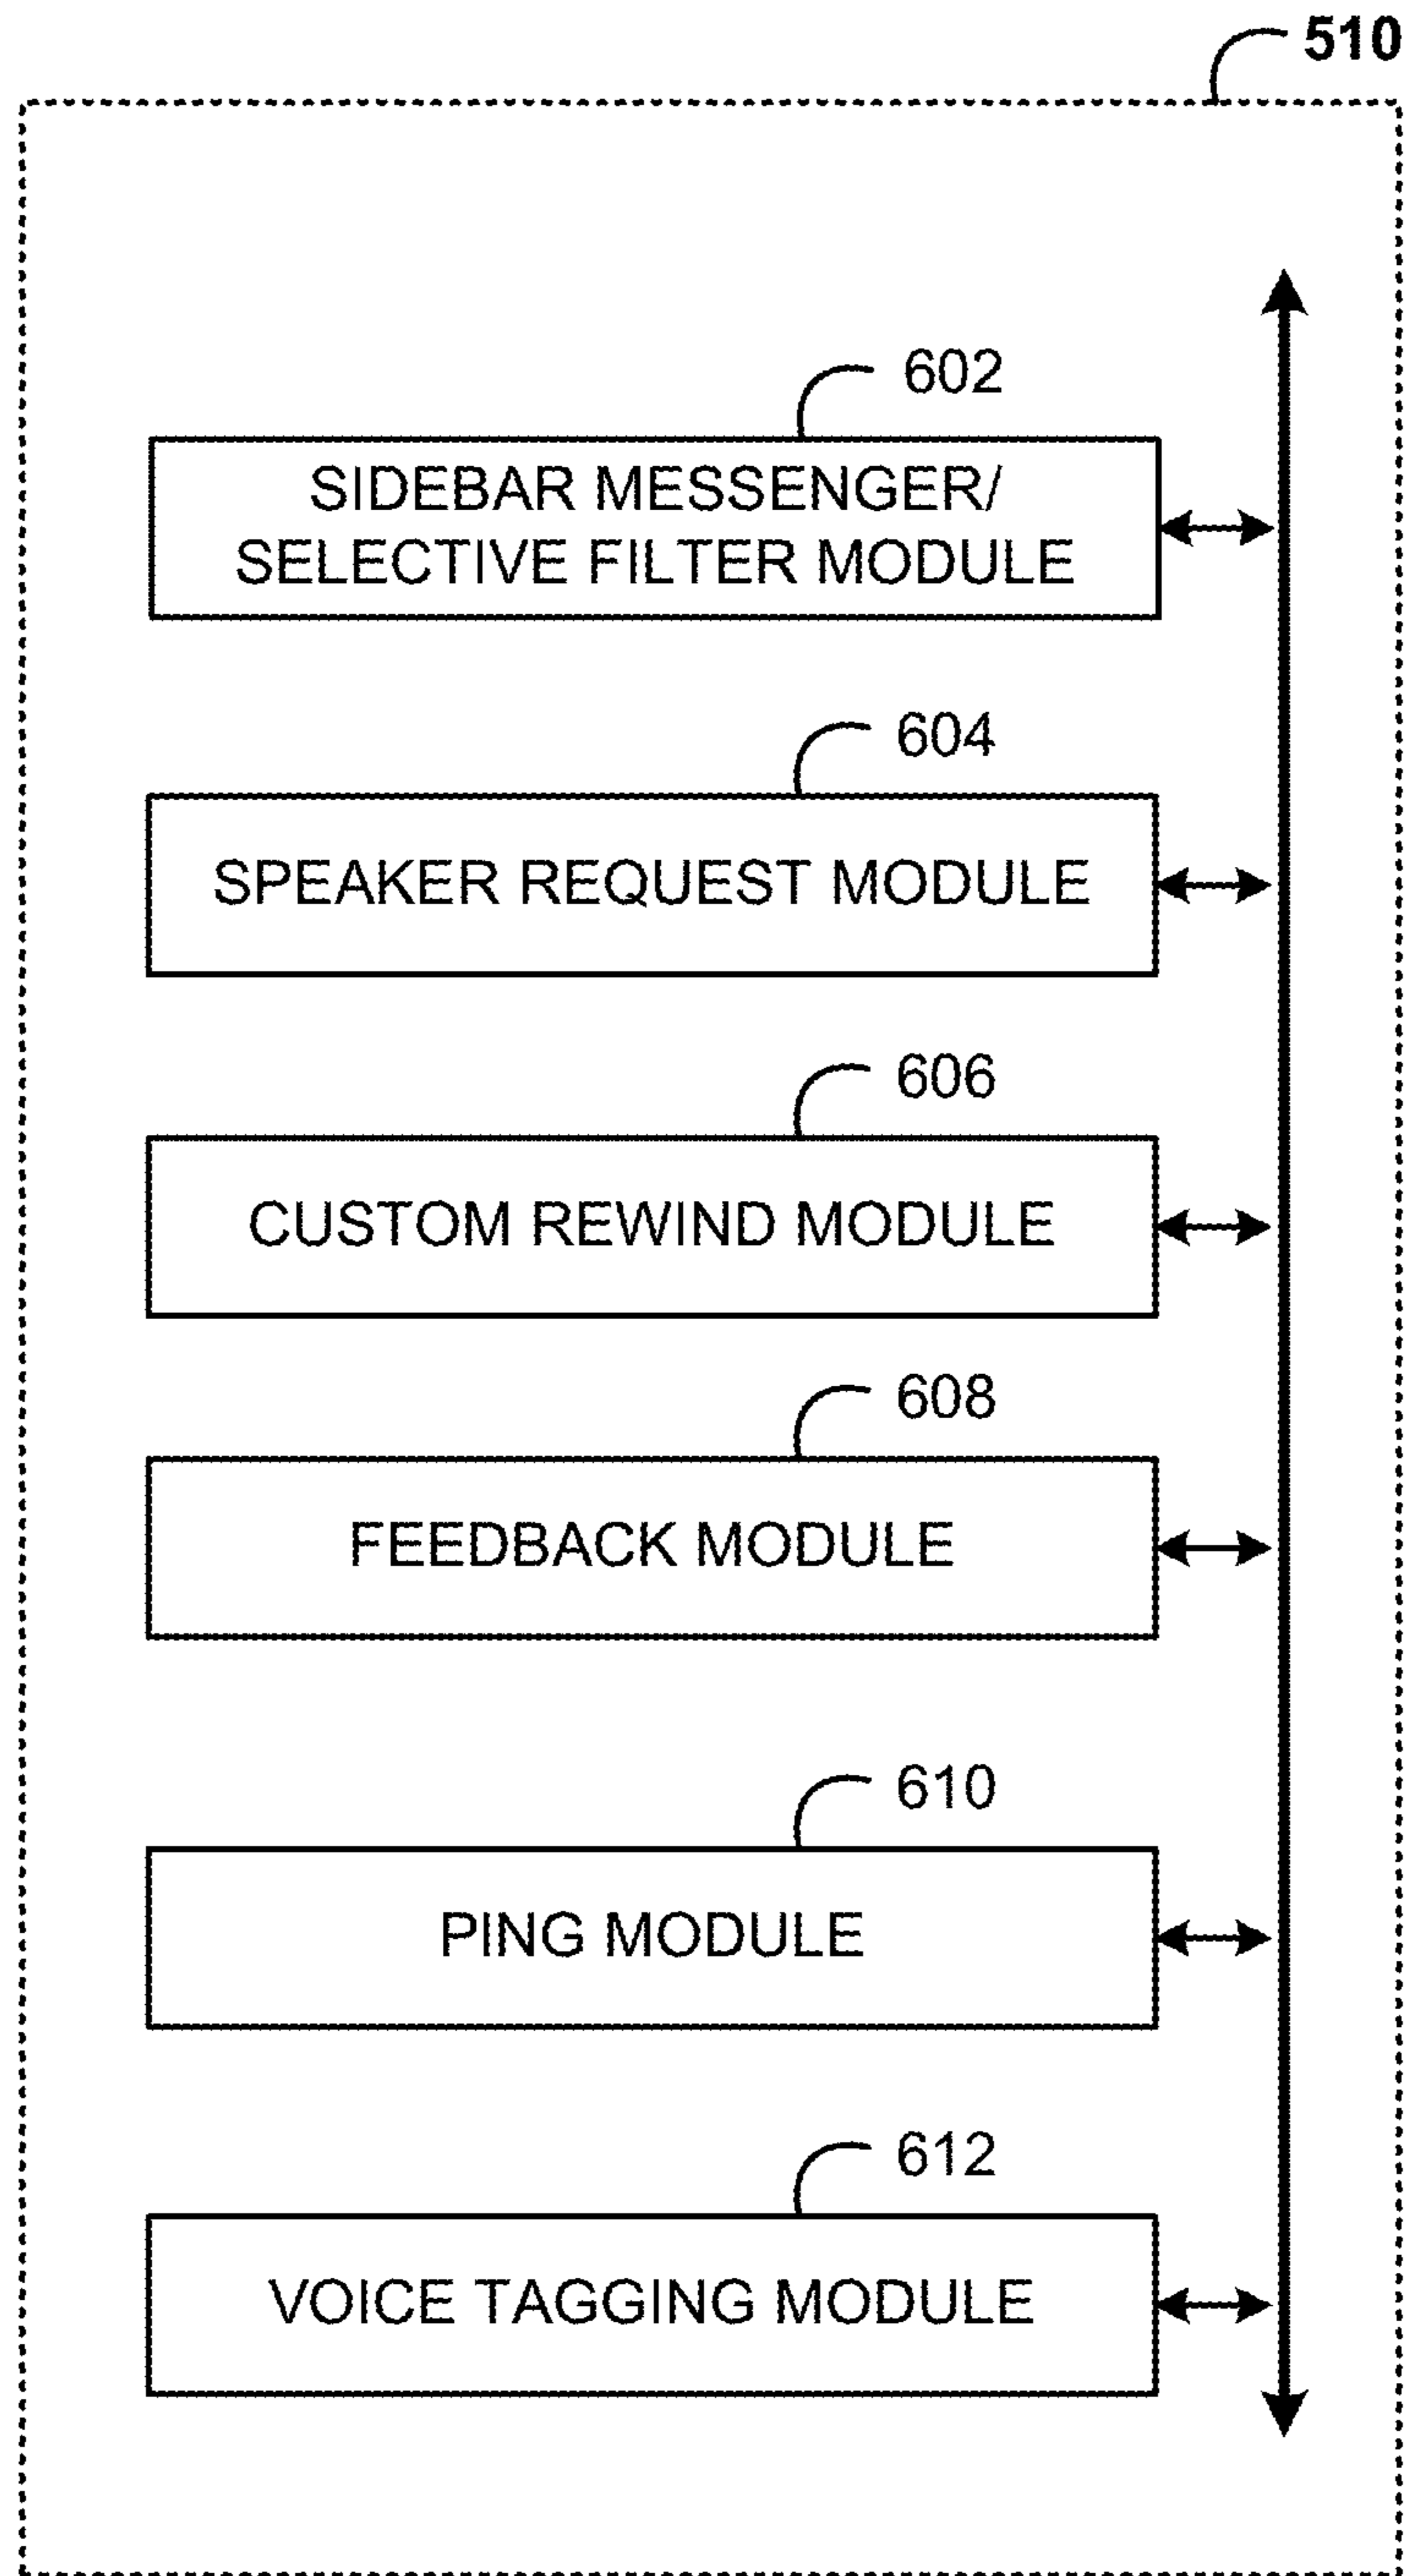 510
602
SIDEBAR MESSENGER/
SELECTIVE FILTER MODULE
604
SPEAKER REQUEST MODULE
606
CUSTOM REWIND MODULE
608
FEEDBACK MODULE
610
PING MODULE
612
VOICE TAGGING MODULE